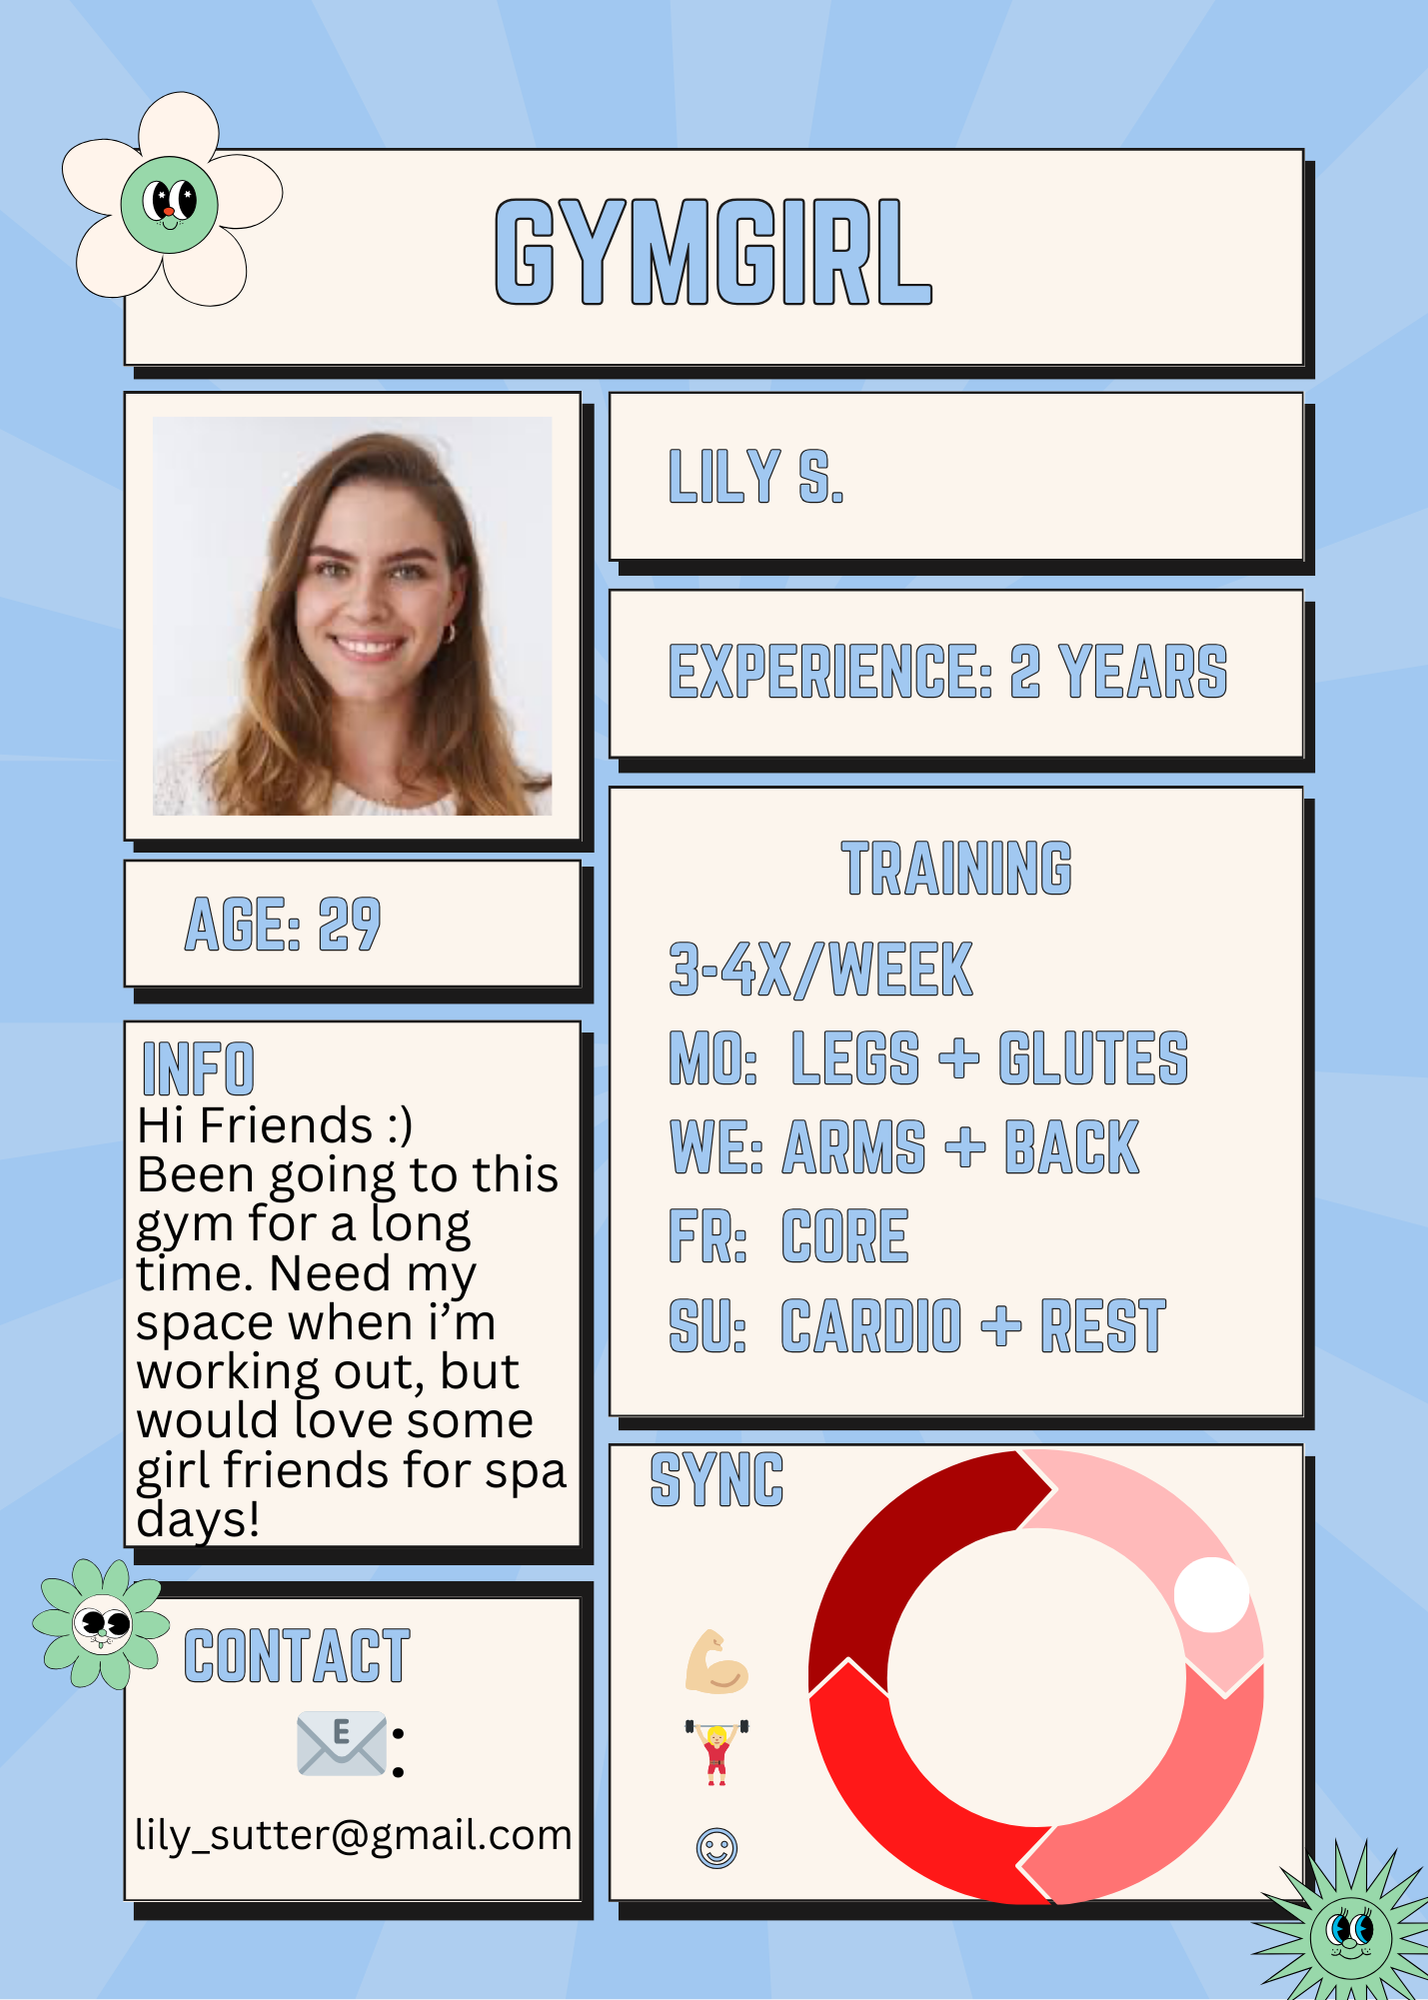 GYMGIRL
LILY S.
EXPERIENCE: 2 YEARS
AGE: 29
TRAINING
3-4X/WEEK
MO: LEGS + GLUTES
WE: ARMS + BACK
FR: CORE
SU: CARDIO + REST
INFO
Hi Friends :)
Been going to this
gym for a long
time. Need my
space when i’m
working out, but
would love some
girl friends for spa
days!
CONTACT
E :
lily_sutter@gmail.com
SYNC